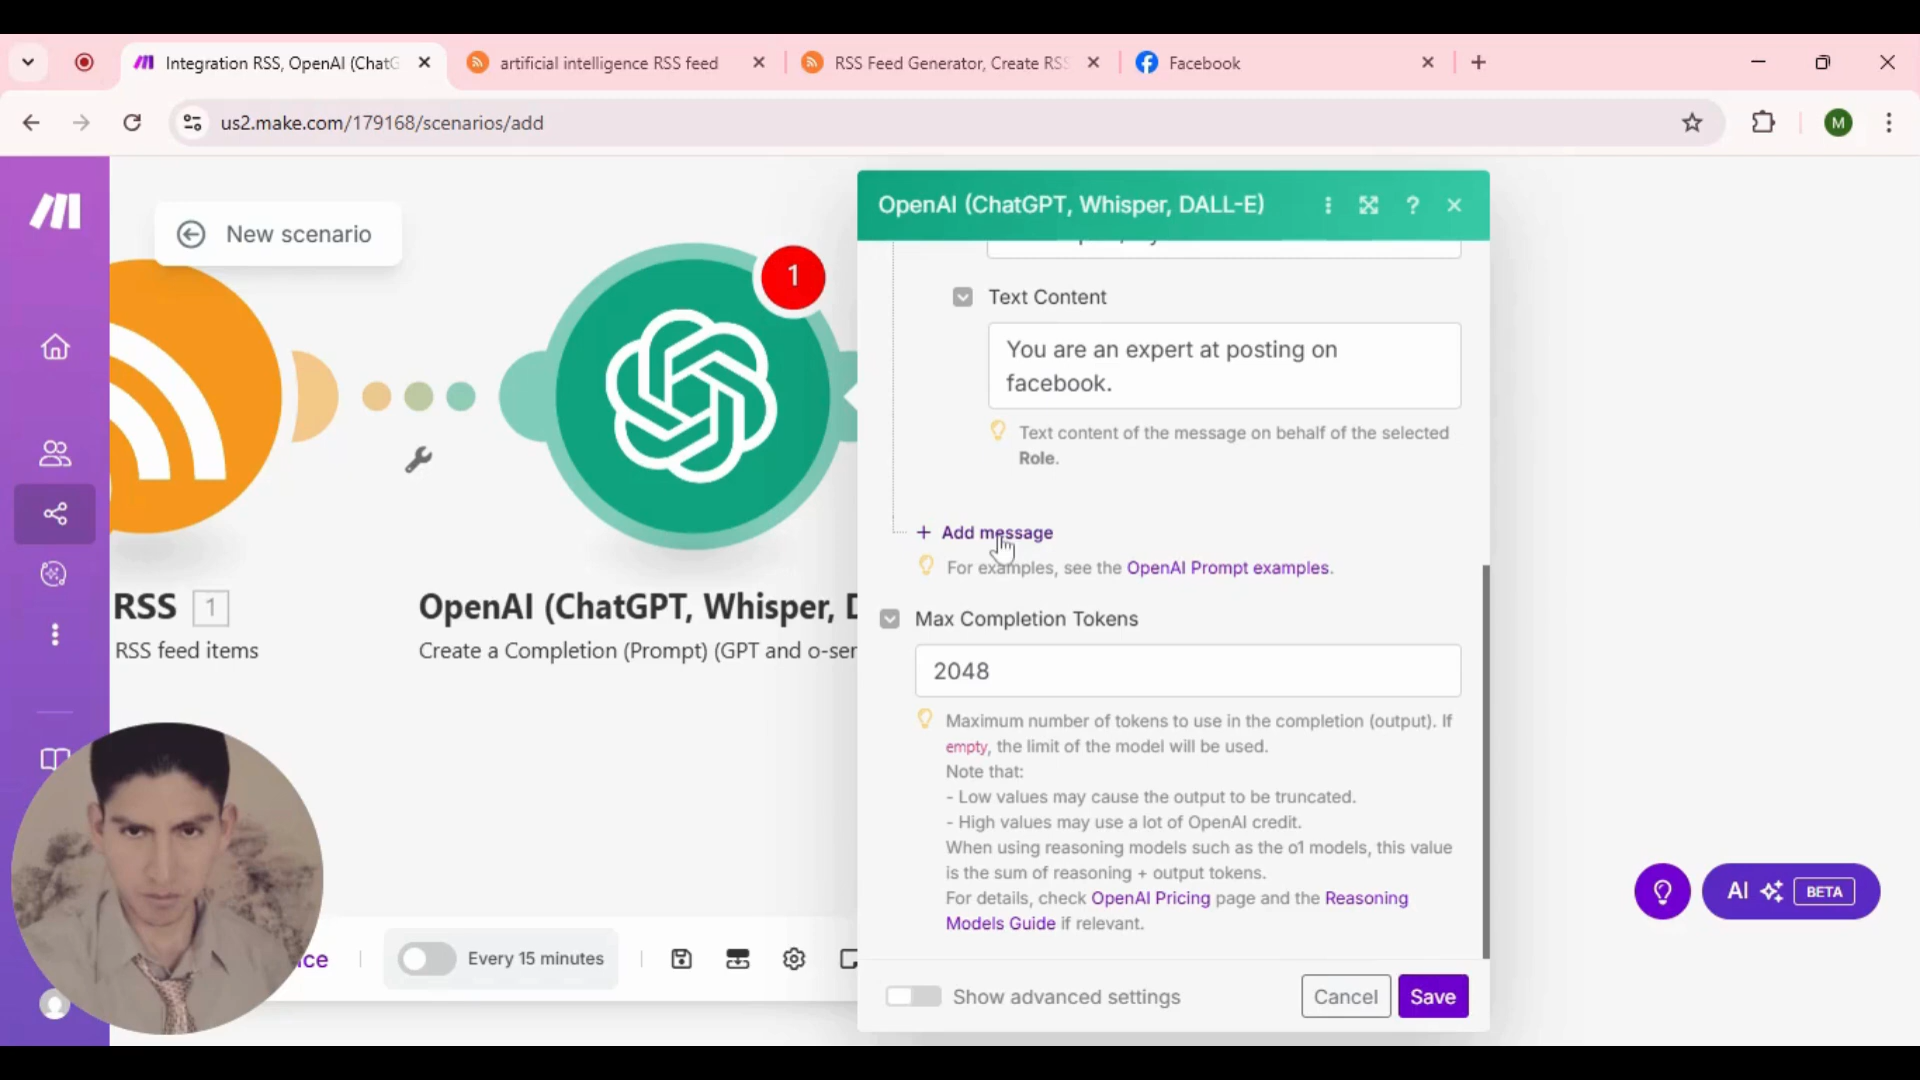 Integration RSS, OpenAI (ChatG
artificial intelligence RSS feed
RSS Feed Generator, Create RSS
Facebook
us2.make.com/179168/scenarios/add
M
New scenario
OpenAI (ChatGPT, Whisper, DALL-E)
1
Text Content
You are an expert at posting on
facebook.
Text content of the message on behalf of the selected
Role.
+ Add message
For examples, see the OpenAI Prompt examples.
RSS 1
RSS feed items
OpenAI (ChatGPT, Whisper, D
Create a Completion (Prompt) (GPT and o-ser
Max Completion Tokens
2048
Maximum number of tokens to use in the completion (output). If
empty, the limit of the model will be used.
Note that:
- Low values may cause the output to be truncated.
- High values may use a lot of OpenAI credit.
When using reasoning models such as the o1 models, this value
is the sum of reasoning + output tokens.
For details, check OpenAI Pricing page and the Reasoning
Models Guide if relevant.
AI BETA
Every 15 minutes
Show advanced settings
Cancel
Save